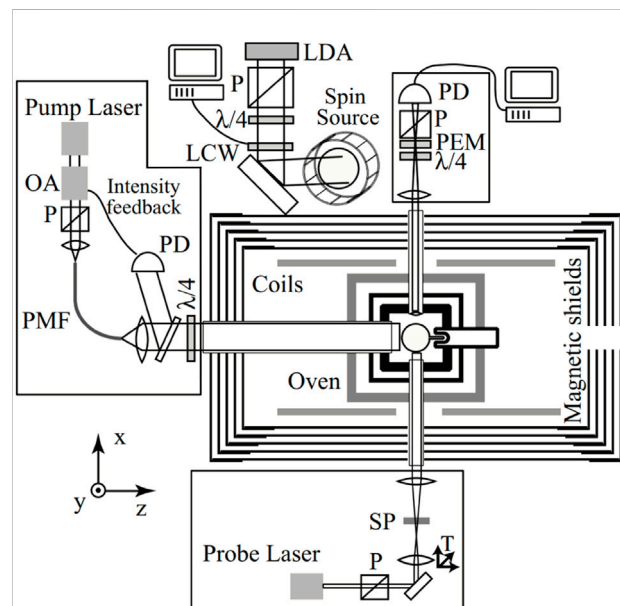 LDA
P
λ/4
LCW
Spin
Source
PD
P
PEM
λ/4
Pump Laser
OA
P
Intensity
feedback
PD
PMF
λ/4
Coils
Oven
Magnetic shields
x
y
z
SP
T
Probe Laser
P